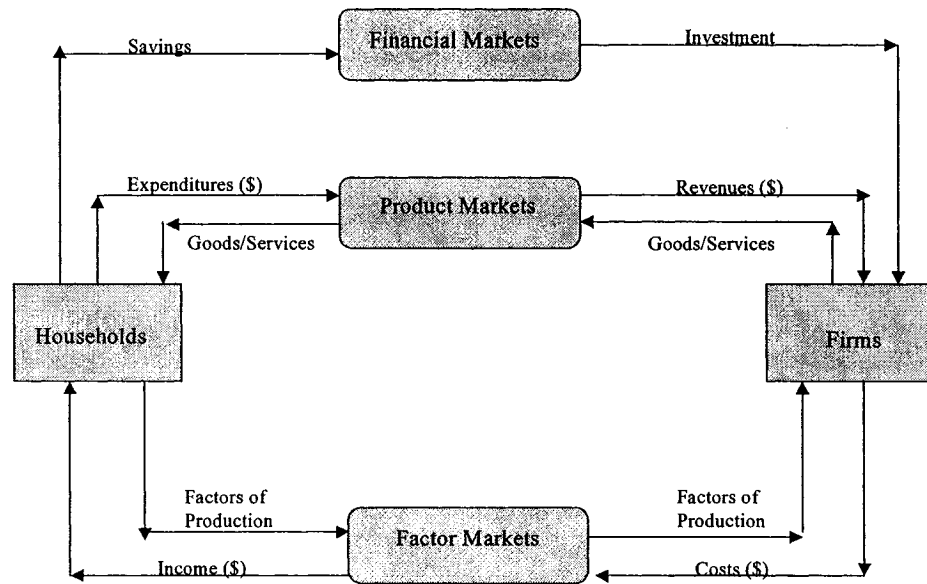 Savings
Financial Markets
Investment
Expenditures ($)
Product Markets
Revenues ($)
Goods/Services
Goods/Services
Households
Firms
Factors of
Production
Factors of
Production
Factor Markets
Income ($)
Costs ($)